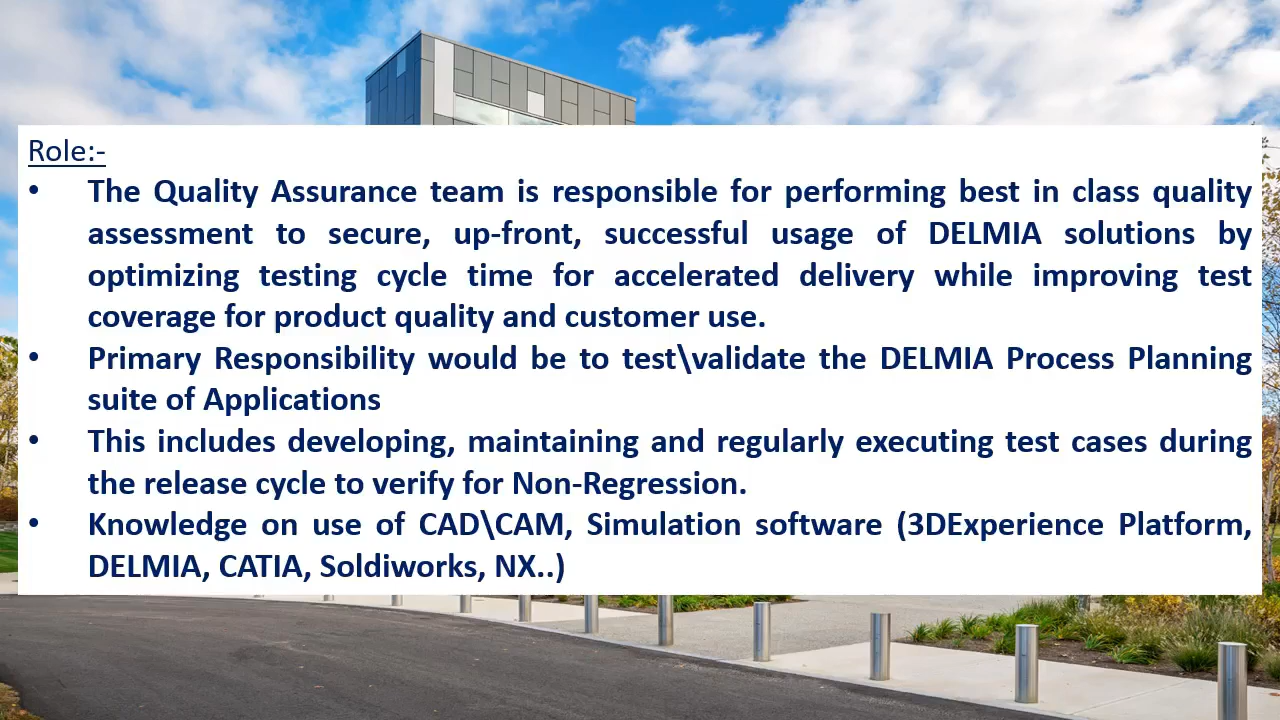 Role:-
• The Quality Assurance team is responsible for performing best in class quality
assessment to secure, up-front, successful usage of DELMIA solutions by
optimizing testing cycle time for accelerated delivery while improving test
coverage for product quality and customer use.
• Primary Responsibility would be to test\validate the DELMIA Process Planning
suite of Applications
• This includes developing, maintaining and regularly executing test cases during
the release cycle to verify for Non-Regression.
• Knowledge on use of CAD\CAM, Simulation software (3DExperience Platform,
DELMIA, CATIA, Soldiworks, NX..)